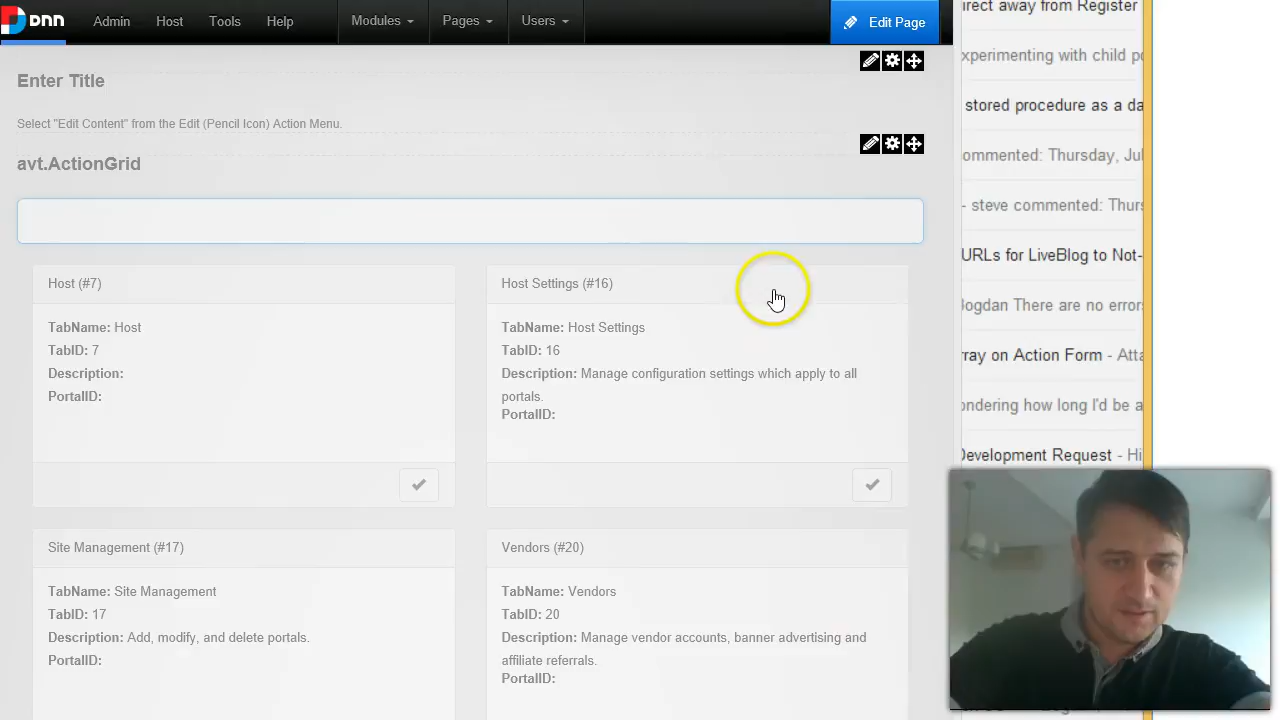 DNN Admin Host Tools Help Modules Pages Users Edit Page
Enter Title
Select "Edit Content" from the Edit (Pencil Icon) Action Menu.
avt.ActionGrid
Host (#7)
TabName: Host
TabID: 7
Description:
PortalID:
Host Settings (#16)
TabName: Host Settings
TabID: 16
Description: Manage configuration settings which apply to all
portals.
PortalID:
Site Management (#17)
TabName: Site Management
TabID: 17
Description: Add, modify, and delete portals.
PortalID:
Vendors (#20)
TabName: Vendors
TabID: 20
Description: Manage vendor accounts, banner advertising and
affiliate referrals.
PortalID:
irect away from Register
xperimenting with child
stored procedure as a da
ommented: Thursday, Jul
- steve commented: Thurs
URLs for LiveBlog to Not-
Bogdan There are no errors
rray on Action Form - Atta
ondering how long I'd be a
Development Request - Hi